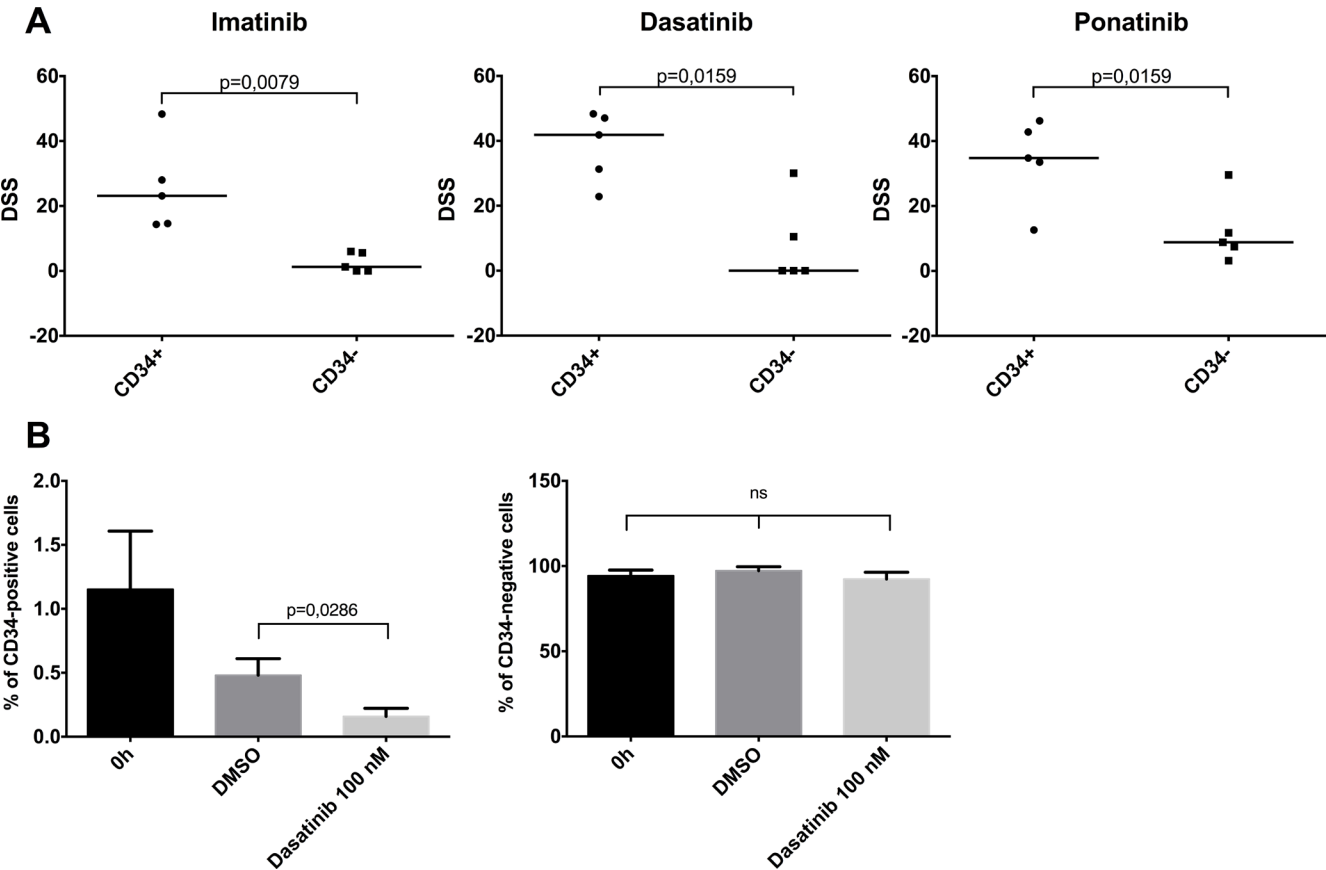 A
Imatinib
Dasatinib
Ponatinib
p=0,0079
p=0,0159
p=0,0159
DSS
60
40
20
0
-20
CD34+
CD34-
DSS
60
40
20
0
-20
CD34+
CD34-
DSS
60
40
20
0
-20
CD34+
CD34-
B
% of CD34-positive cells
2.0
1.5
1.0
0.5
0.0
p=0,0286
0h
DMSO
Dasatinib 100 nM
% of CD34-negative cells
150
100
50
0
ns
0h
DMSO
Dasatinib 100 nM